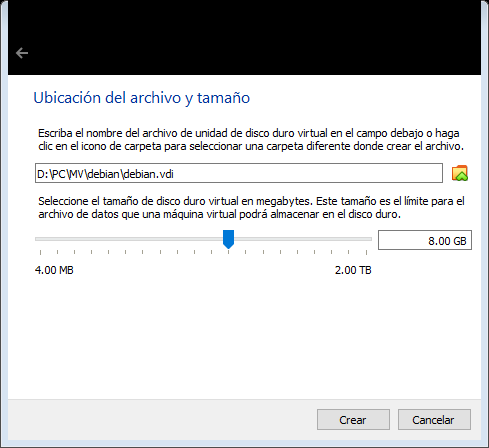 Ubicación del archivo y tamaño
Escriba el nombre del archivo de unidad de disco duro virtual en el campo debajo o haga
clic en el icono de carpeta para seleccionar una carpeta diferente donde crear el archivo.
D:\PC\MV\debian\debian.vdi
Seleccione el tamaño de disco duro virtual en megabytes. Este tamaño es el límite para el
archivo de datos que una máquina virtual podrá almacenar en el disco duro.
8.00 GB
4.00 MB 2.00 TB
Crear Cancelar